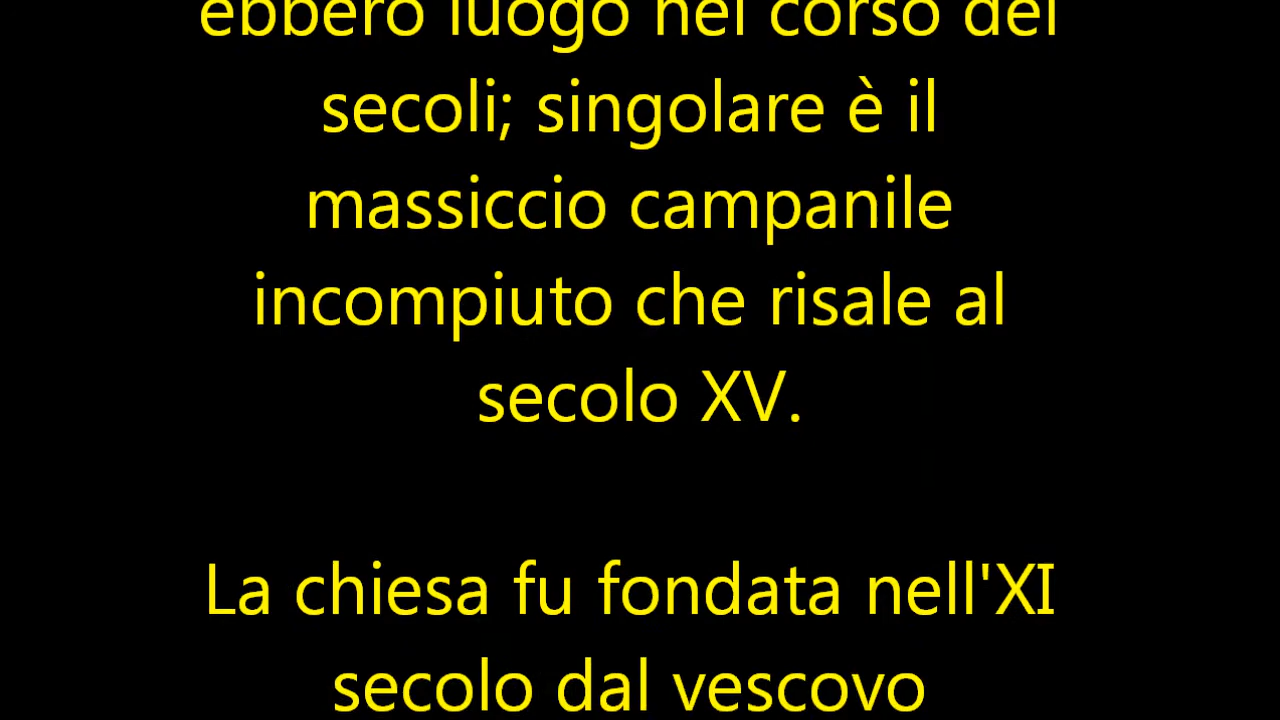 ebbero luogo nel corso dei
secoli; singolare è il
massiccio campanile
incompiuto che risale al
secolo XV.
La chiesa fu fondata nell'XI
secolo dal vescovo